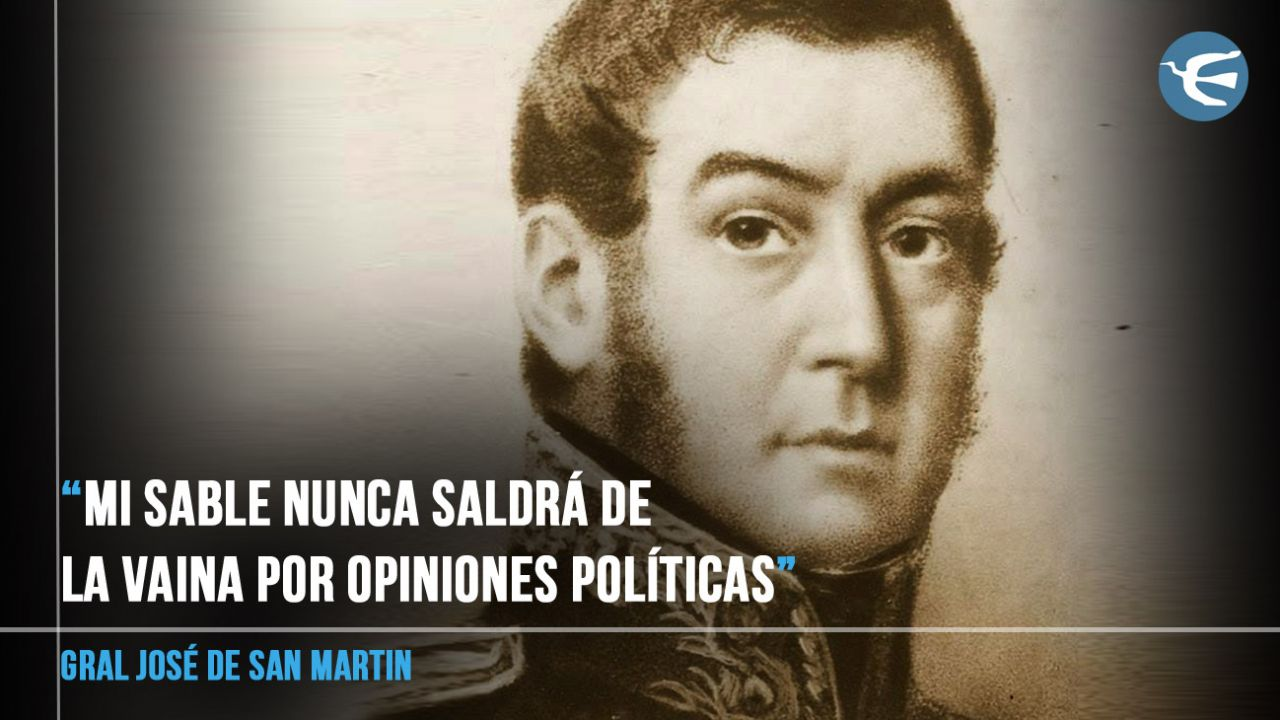 “MI SABLE NUNCA SALDRÁ DE
LA VAINA POR OPINIONES POLÍTICAS”
GRAL JOSÉ DE SAN MARTIN